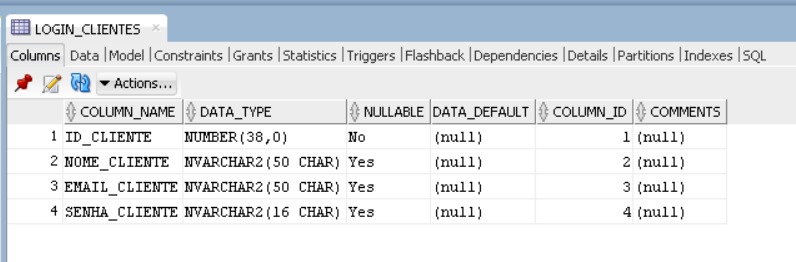 LOGIN_CLIENTES
Columns Data |Model |Constraints |Grants |Statistics |Triggers |Flashback |Dependencies |Details |Partitions |Indexes |SQL
Actions...
COLUMN_NAME DATA_TYPE NULLABLE DATA_DEFAULT COLUMN_ID COMMENTS
1 ID_CLIENTE NUMBER(38,0) No (null) 1 (null)
2 NOME_CLIENTE NVARCHAR2(50 CHAR) Yes (null) 2 (null)
3 EMAIL_CLIENTE NVARCHAR2(50 CHAR) Yes (null) 3 (null)
4 SENHA_CLIENTE NVARCHAR2(16 CHAR) Yes (null) 4 (null)